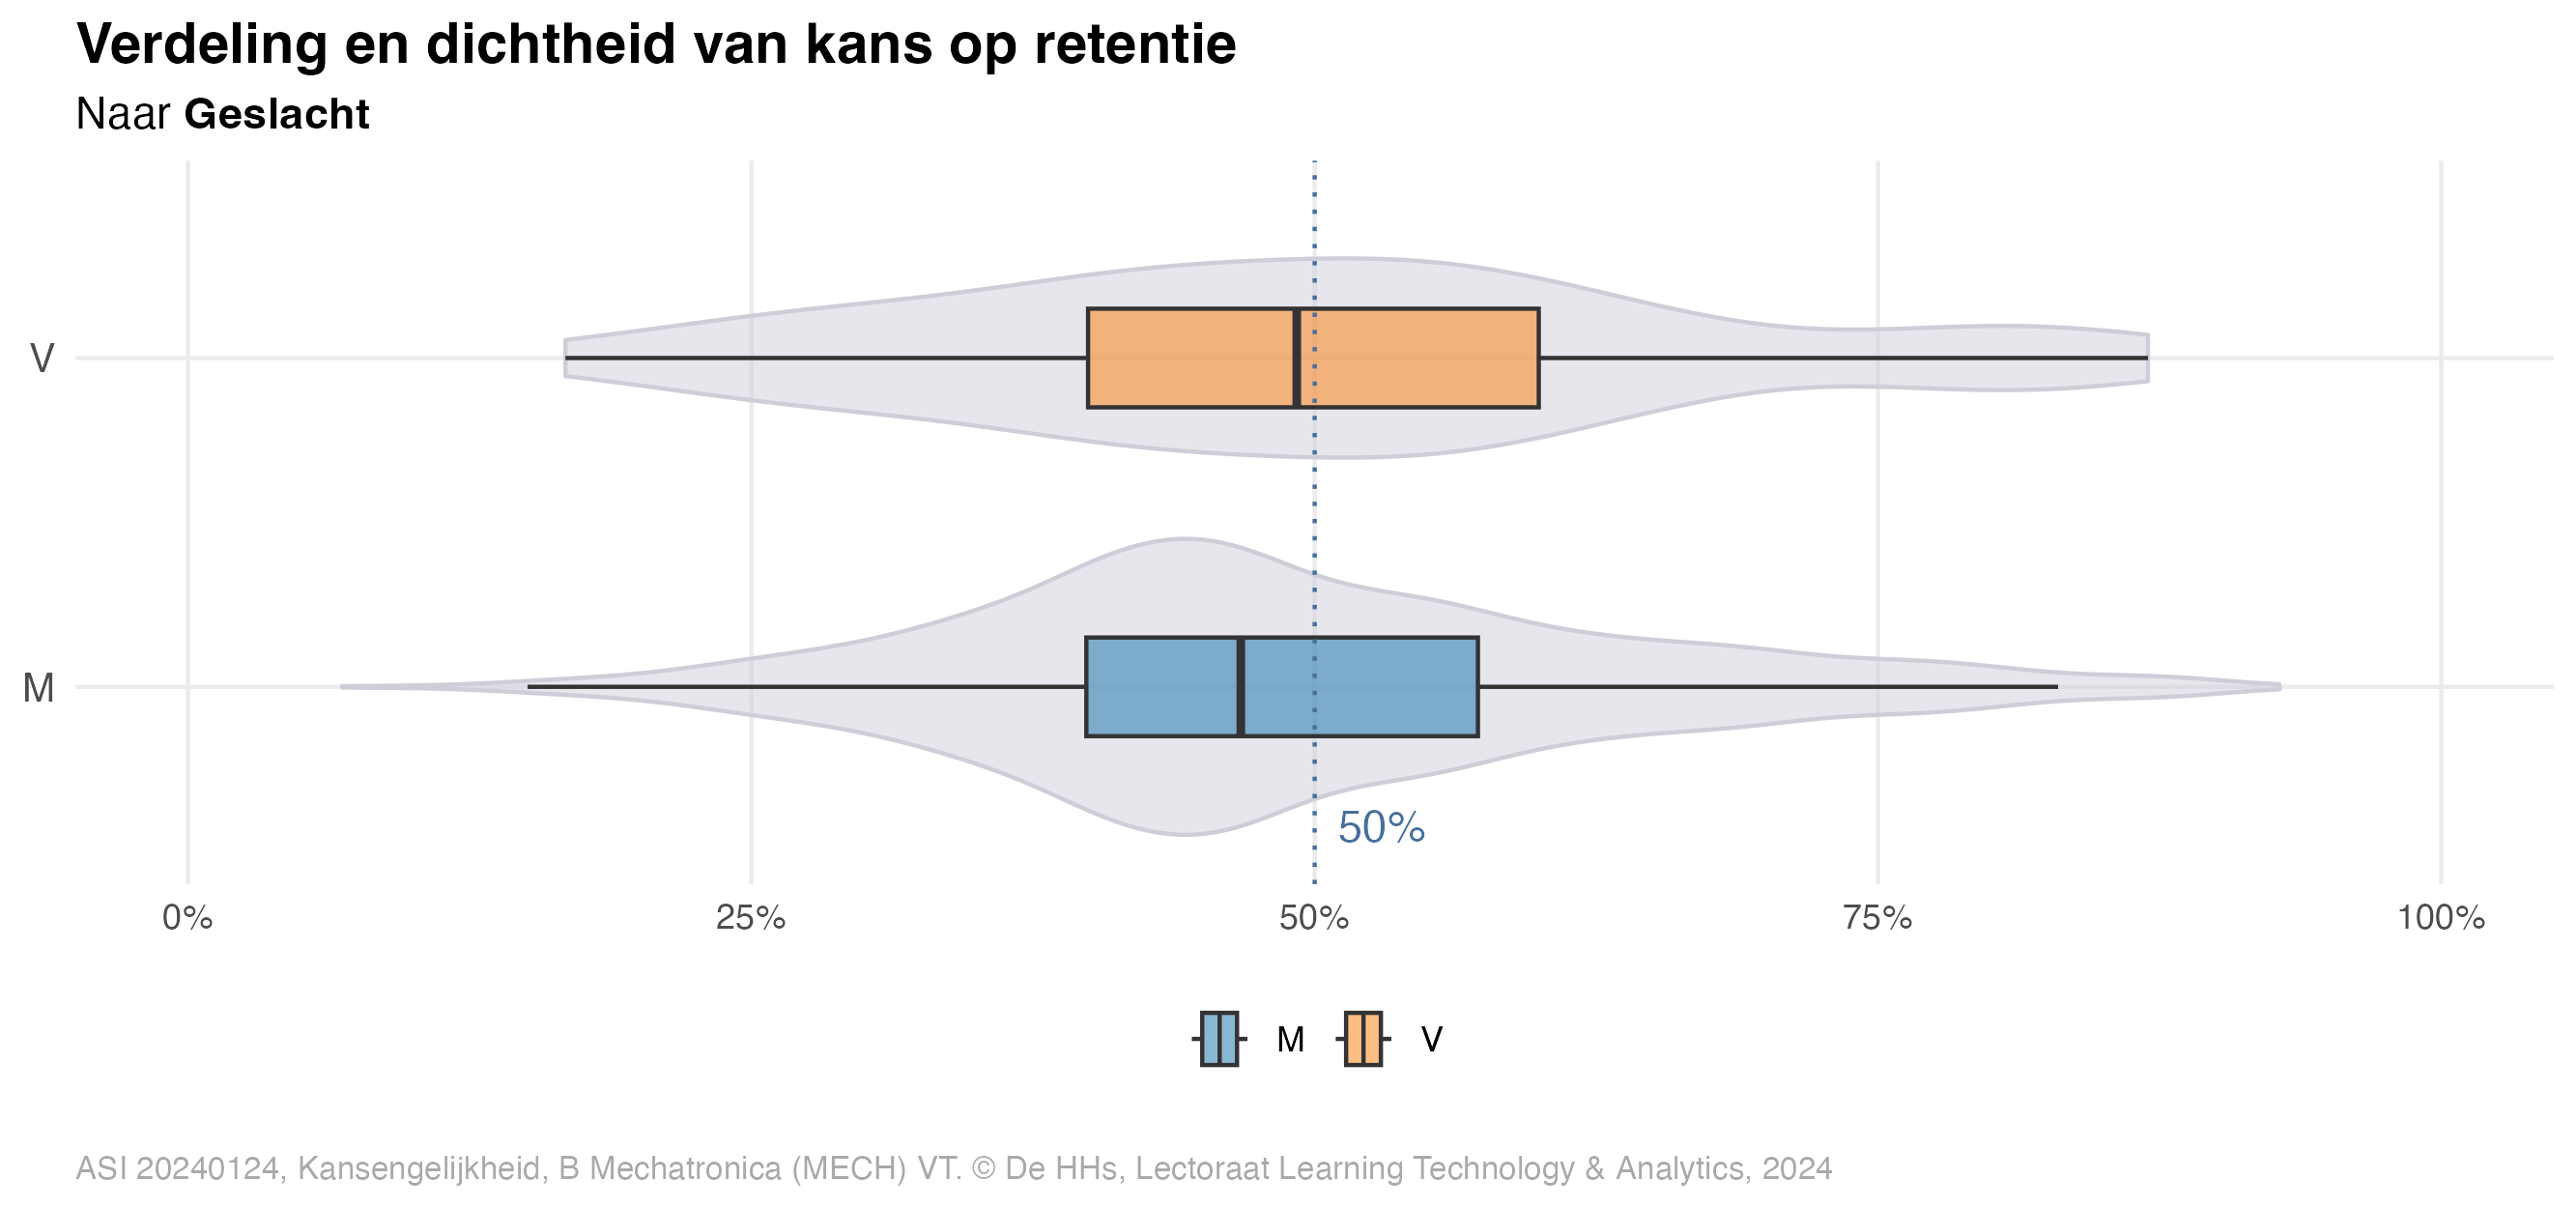 Verdeling en dichtheid van kans op retentie
Naar Geslacht
V
M
50%
0% 25% 50% 75% 100%
M V
ASI 20240124, Kansengelijkheid, B Mechatronica (MECH) VT. © De HHs, Lectoraat Learning Technology & Analytics, 2024